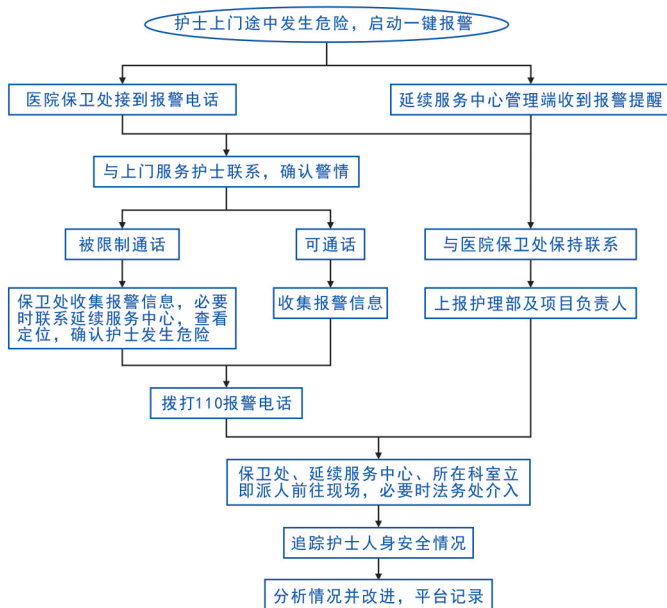 护士上门途中发生危险，启动一键报警
医院保卫处接到报警电话
延续服务中心管理端收到报警提醒
与上门服务护士联系，确认警情
被限制通话
可通话
与医院保卫处保持联系
保卫处收集报警信息，必要
时联系延续服务中心，查看
定位，确认护士发生危险
收集报警信息
上报护理部及项目负责人
拨打110报警电话
保卫处、延续服务中心、所在科室立
即派人前往现场，必要时法务处介入
追踪护士人身安全情况
分析情况并改进，平台记录